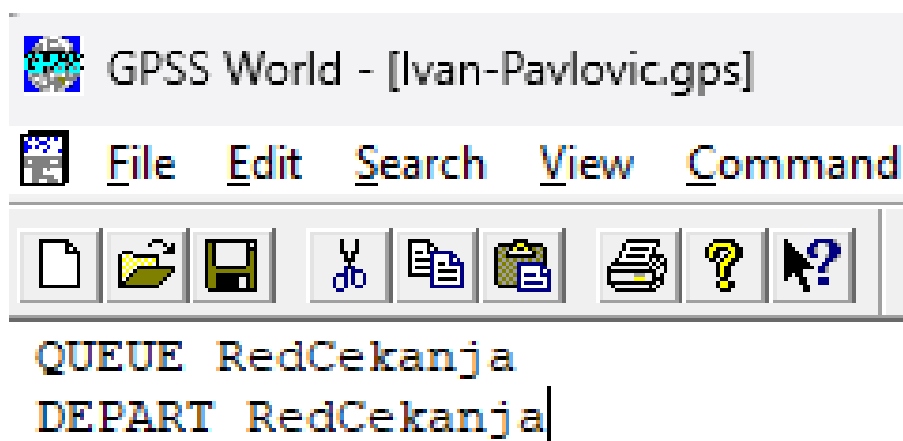 GPSS World - [Ivan-Pavlovic.gps]
File Edit Search View Command
QUEUE RedCekanja
DEPART RedCekanja